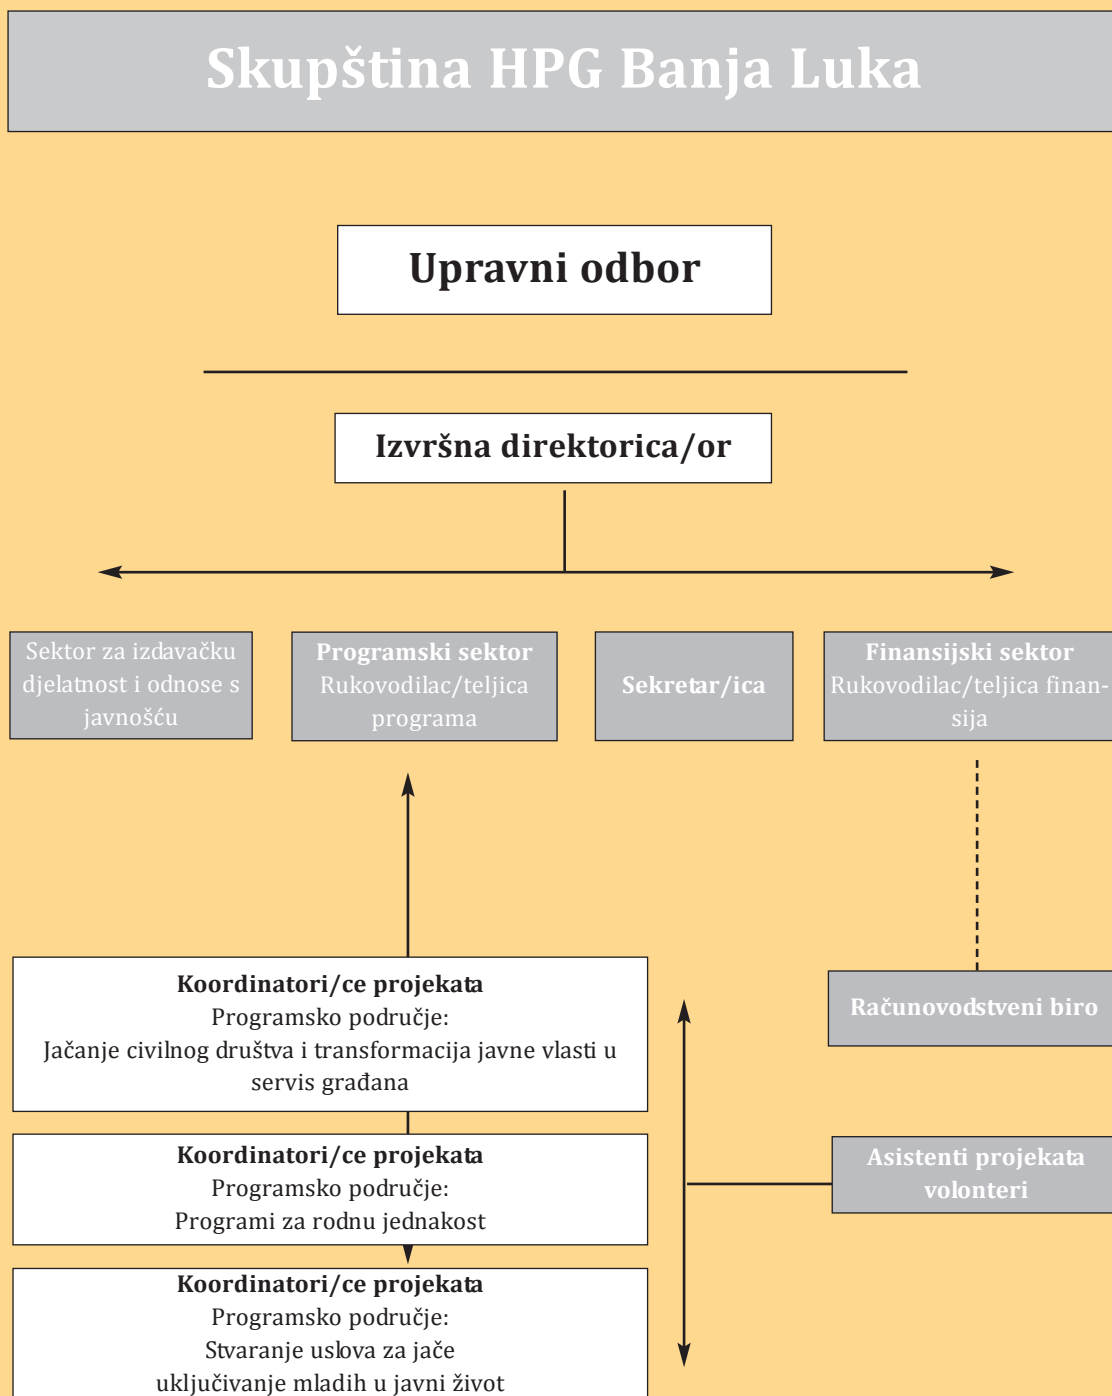 Skupština HPG Banja Luka
Upravni odbor
Izvršna direktorica/or
Sektor za izdavačku
djelatnost i odnose s
javnošću
Programski sektor
Rukovodilac/teljica
programa
Sekretar/ica
Finansijski sektor
Rukovodilac/teljica finan-
sija
Koordinatori/ce projekata
Programsko područje:
Jačanje civilnog društva i transformacija javne vlasti u
servis građana
Računovodstveni biro
Koordinatori/ce projekata
Programsko područje:
Programi za rodnu jednakost
Asistenti projekata
volonteri
Koordinatori/ce projekata
Programsko područje:
Stvaranje uslova za jače
uključivanje mladih u javni život